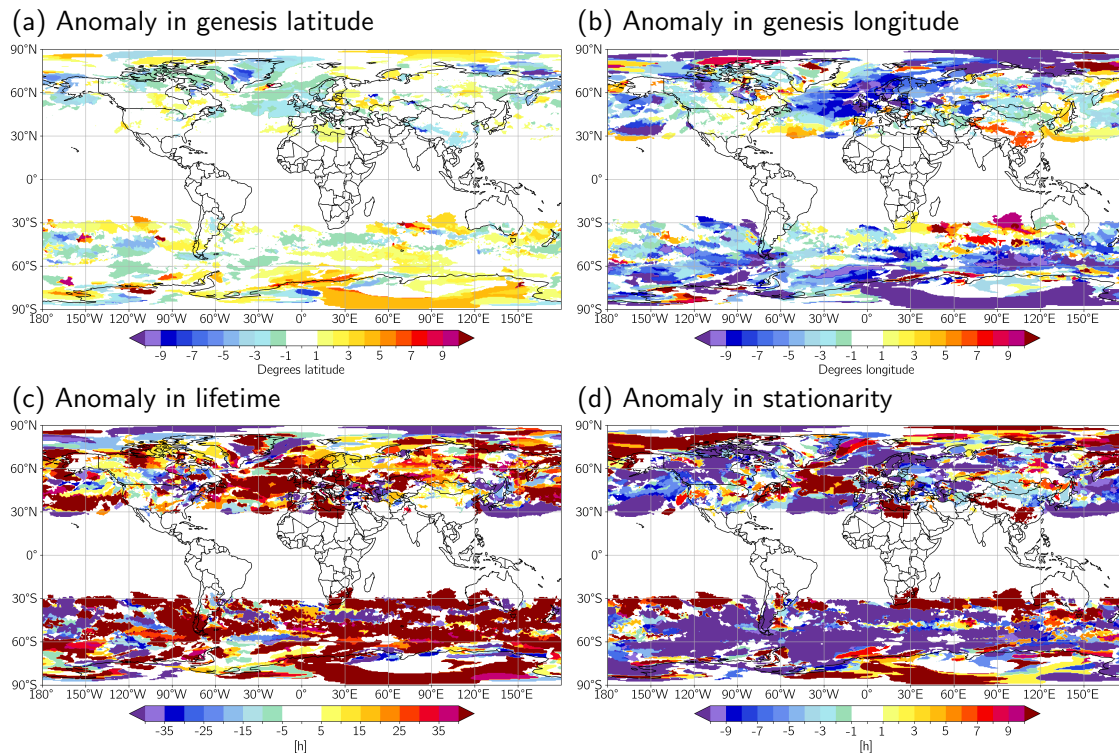 (a) Anomaly in genesis latitude
(b) Anomaly in genesis longitude
90°N
60°N
30°N
0°
30°S
60°S
90°S
180° 150°W 120°W 90°W 60°W 30°W 0° 30°E 60°E 90°E 120°E 150°E
-9 -7 -5 -3 -1 1 3 5 7 9
Degrees latitude
90°N
60°N
30°N
0°
30°S
60°S
90°S
180° 150°W 120°W 90°W 60°W 30°W 0° 30°E 60°E 90°E 120°E 150°E
-9 -7 -5 -3 -1 1 3 5 7 9
Degrees longitude
(c) Anomaly in lifetime
(d) Anomaly in stationarity
90°N
60°N
30°N
0°
30°S
60°S
90°S
180° 150°W 120°W 90°W 60°W 30°W 0° 30°E 60°E 90°E 120°E 150°E
-35 -25 -15 -5 5 15 25 35
[h]
90°N
60°N
30°N
0°
30°S
60°S
90°S
180° 150°W 120°W 90°W 60°W 30°W 0° 30°E 60°E 90°E 120°E 150°E
-9 -7 -5 -3 -1 1 3 5 7 9
[h]